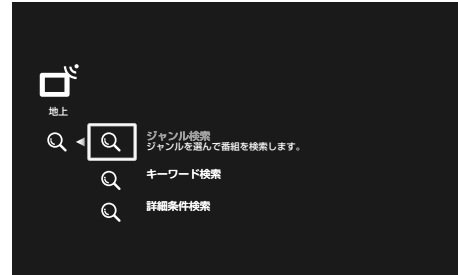 地上
ジャンル検索
ジャンルを選んで番組を検索します。
キーワード検索
詳細条件検索